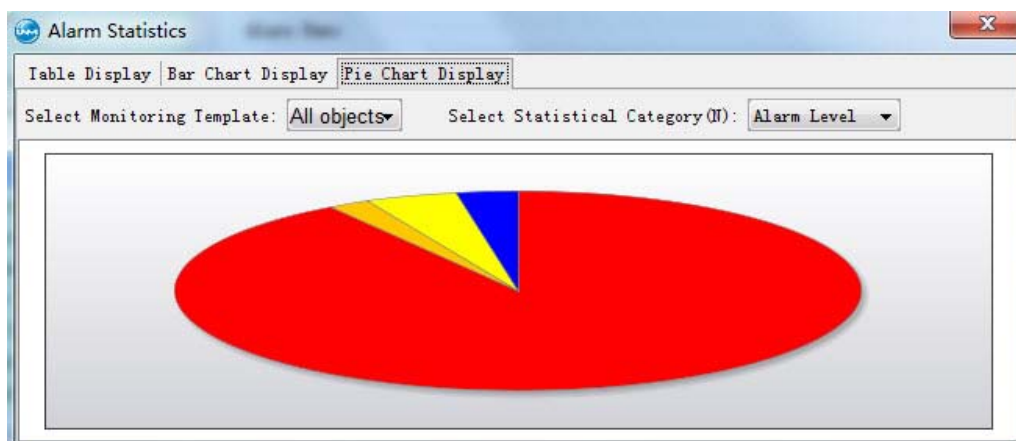 Alarm Statistics
Table Display Bar Chart Display Pie Chart Display
Select Monitoring Template: All objects Select Statistical Category(N): Alarm Level